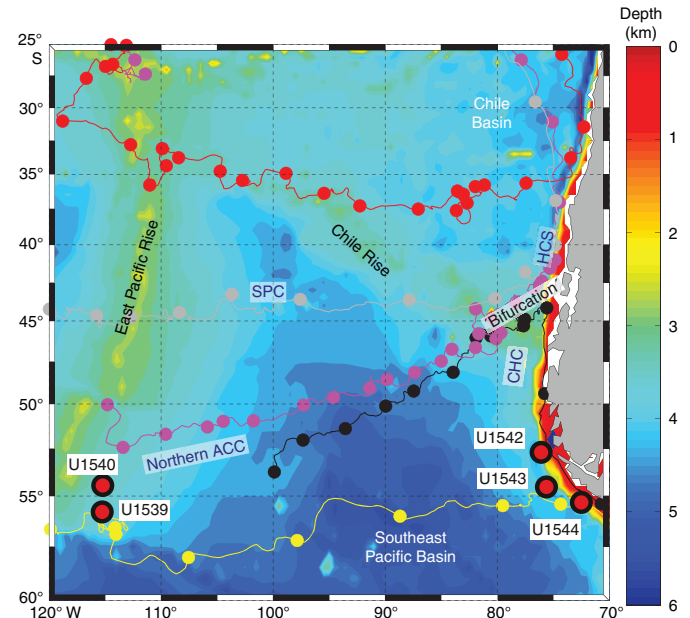 Depth
(km)
25°
S
0
Chile
Basin
30°
1
35°
2
HCS
40°
East Pacific Rise
Chile Rise
SPC
Bifurcation
3
45°
CHC
4
50°
U1542
Northern ACC
U1540
U1543
5
55°
U1539
U1544
Southeast
Pacific Basin
60°
6
120° W
110°
100°
90°
80°
70°